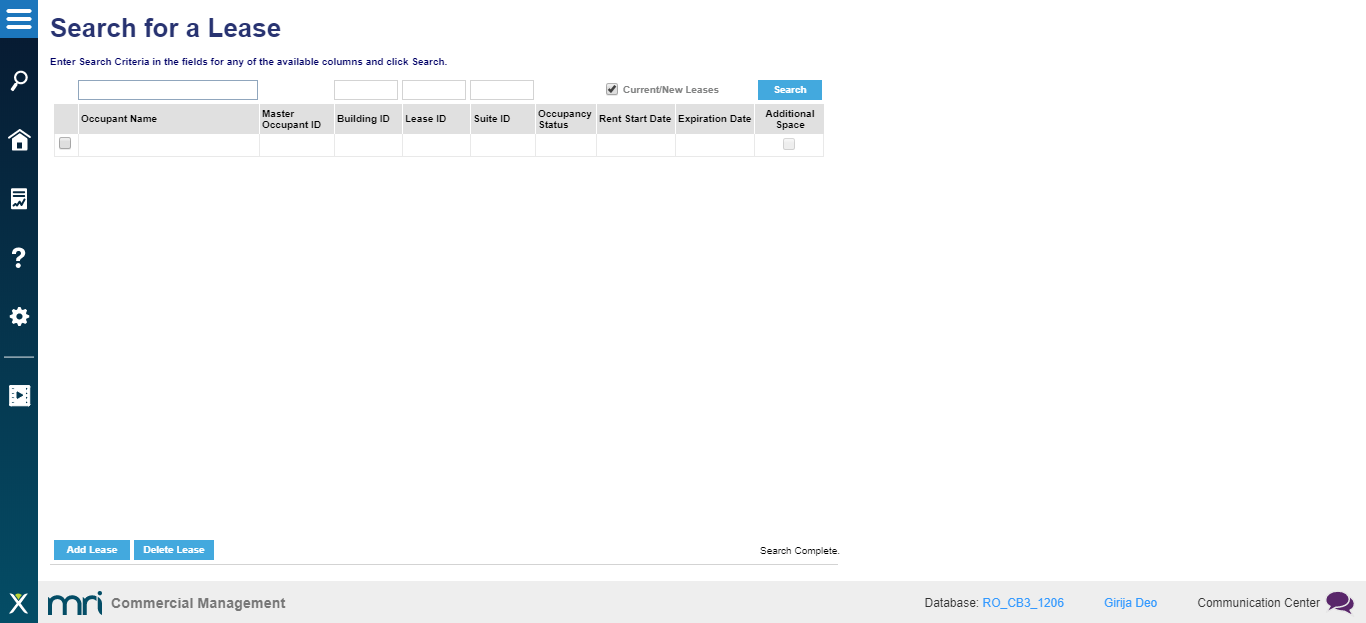 Search for a Lease
Enter Search Criteria in the fields for any of the available columns and click Search.
Current/New Leases
Search
Occupant Name
Master
Occupant ID
Building ID
Lease ID
Suite ID
Occupancy
Status
Rent Start Date
Expiration Date
Additional
Space
Add Lease
Delete Lease
Search Complete.
mri Commercial Management
Database: RO_CB3_1206
Girija Deo
Communication Center